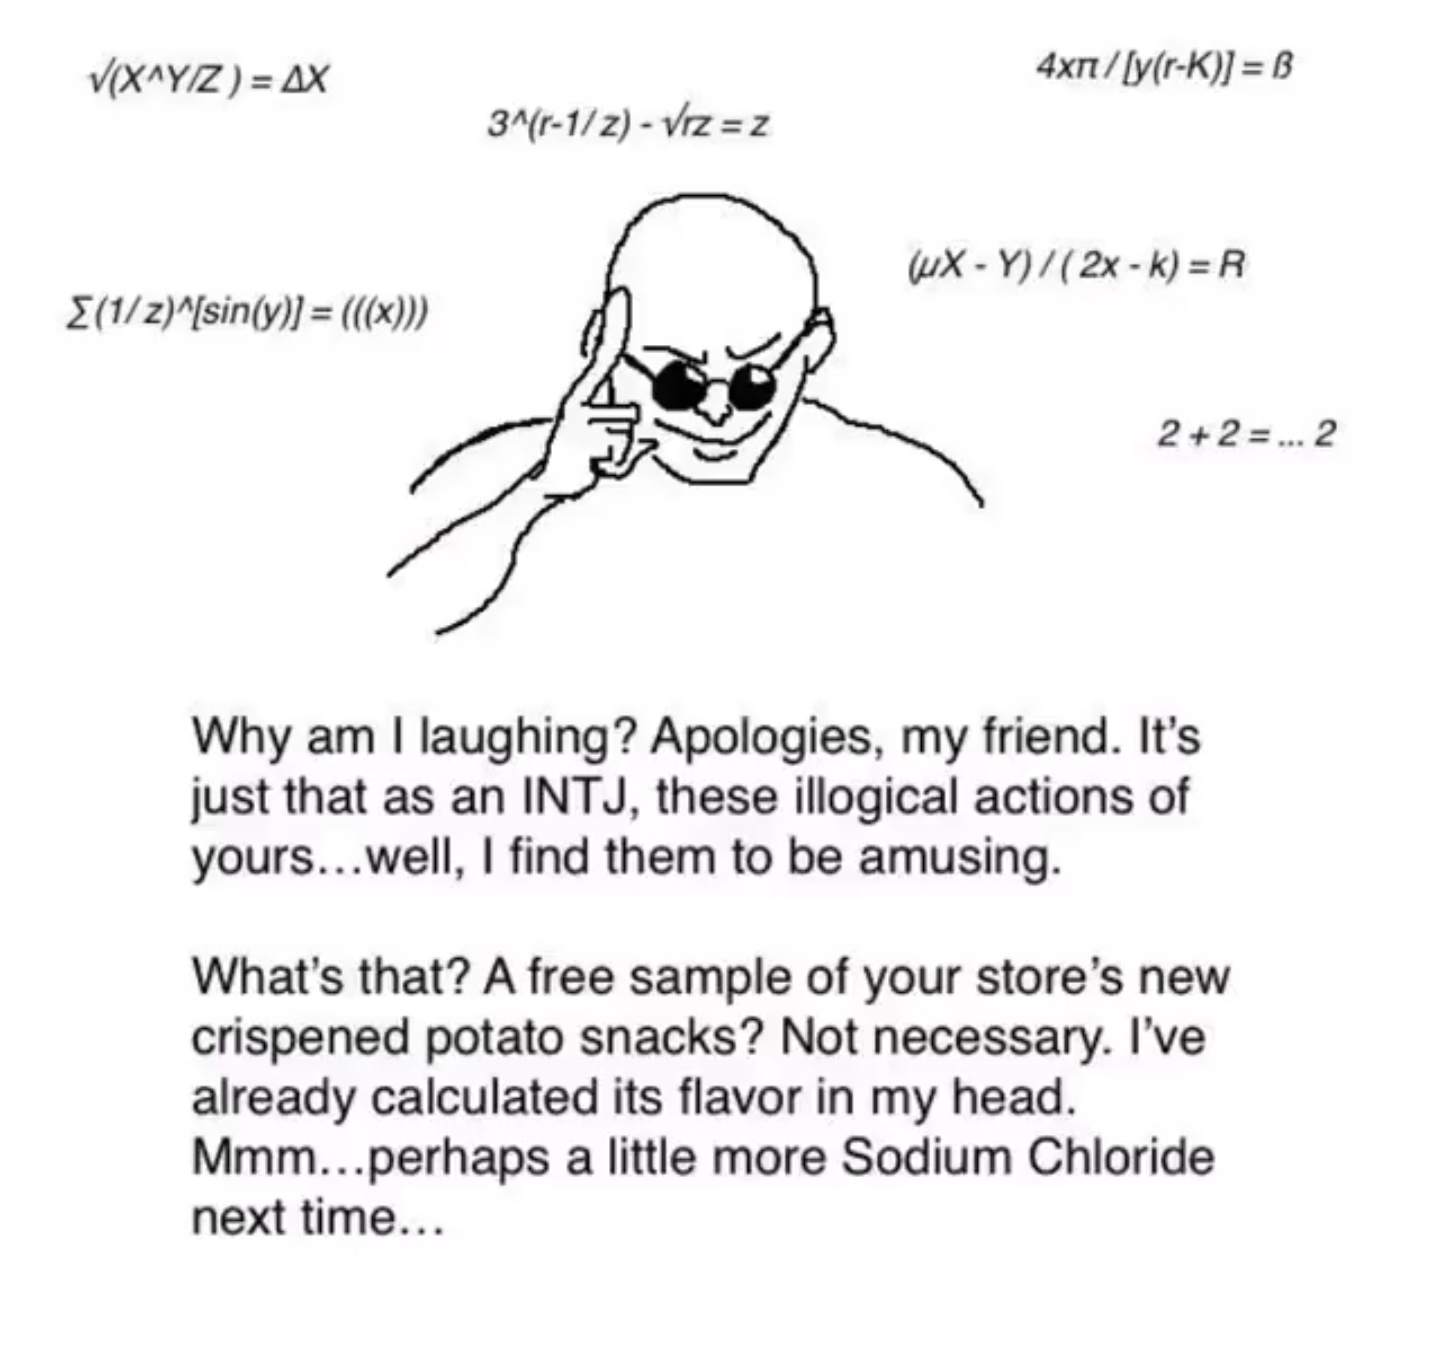 √(X^Y/Z ) = ΔX
4xπ / [y(r-K)] = ß
3^(r-1/ z) - √rz = z
(μX - Y) / ( 2x - k) = R
Σ(1/ z)^[sin(y)] = (((x)))
2 + 2 = ... 2
Why am I laughing? Apologies, my friend. It's
just that as an INTJ, these illogical actions of
yours...well, I find them to be amusing.
What's that? A free sample of your store's new
crispened potato snacks? Not necessary. I've
already calculated its flavor in my head.
Mmm...perhaps a little more Sodium Chloride
next time...